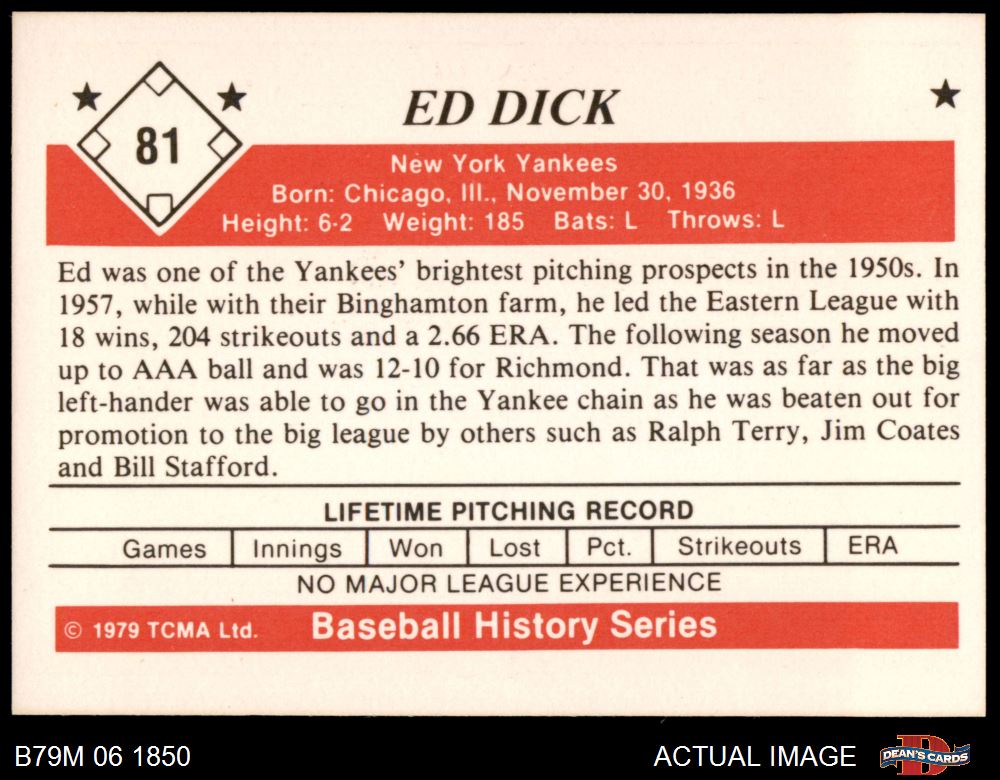 81
ED DICK
New York Yankees
Born: Chicago, Ill., November 30, 1936
Height: 6-2 Weight: 185 Bats: L Throws: L
Ed was one of the Yankees' brightest pitching prospects in the 1950s. In
1957, while with their Binghamton farm, he led the Eastern League with
18 wins, 204 strikeouts and a 2.66 ERA. The following season he moved
up to AAA ball and was 12-10 for Richmond. That was as far as the big
left-hander was able to go in the Yankee chain as he was beaten out for
promotion to the big league by others such as Ralph Terry, Jim Coates
and Bill Stafford.
LIFETIME PITCHING RECORD
Games Innings Won Lost Pct. Strikeouts ERA
NO MAJOR LEAGUE EXPERIENCE
© 1979 TCMA Ltd. Baseball History Series
B79M 06 1850 ACTUAL IMAGE DEAN'S CARDS